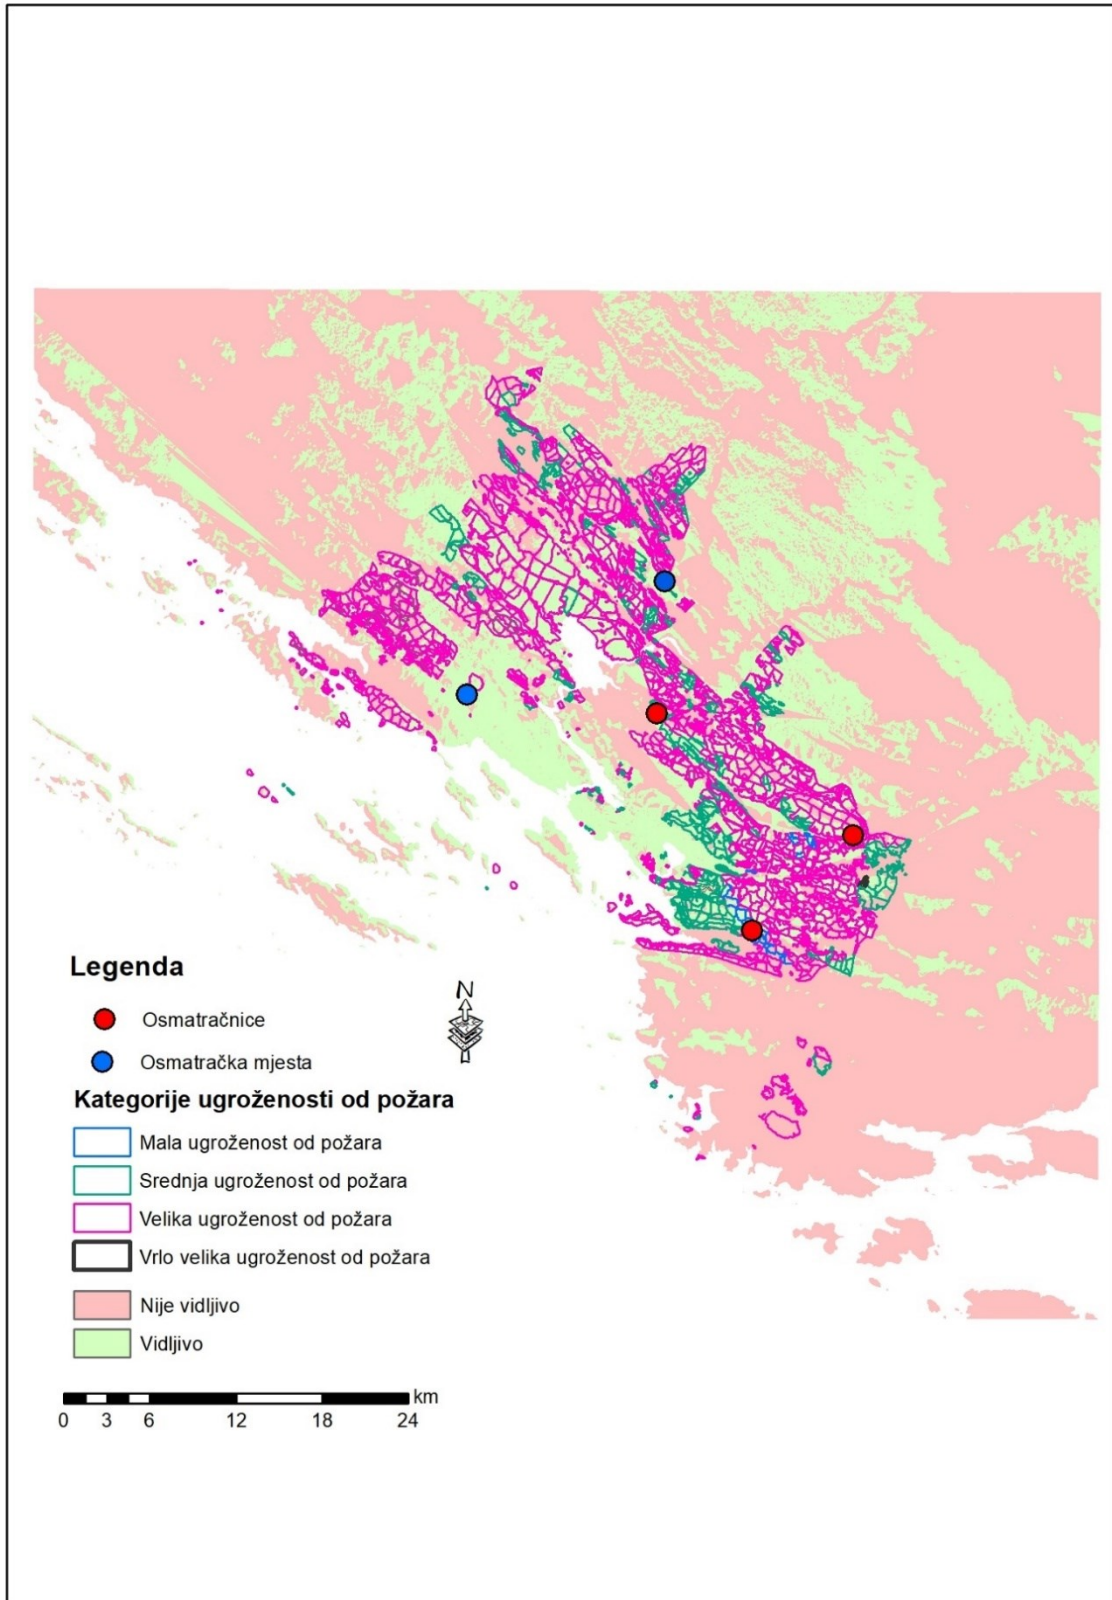 Legenda
N
Osmatračnice
Osmatračka mjesta
Kategorije ugroženosti od požara
Mala ugroženost od požara
Srednja ugroženost od požara
Velika ugroženost od požara
Vrlo velika ugroženost od požara
Nije vidljivo
Vidljivo
km
0 3 6 12 18 24